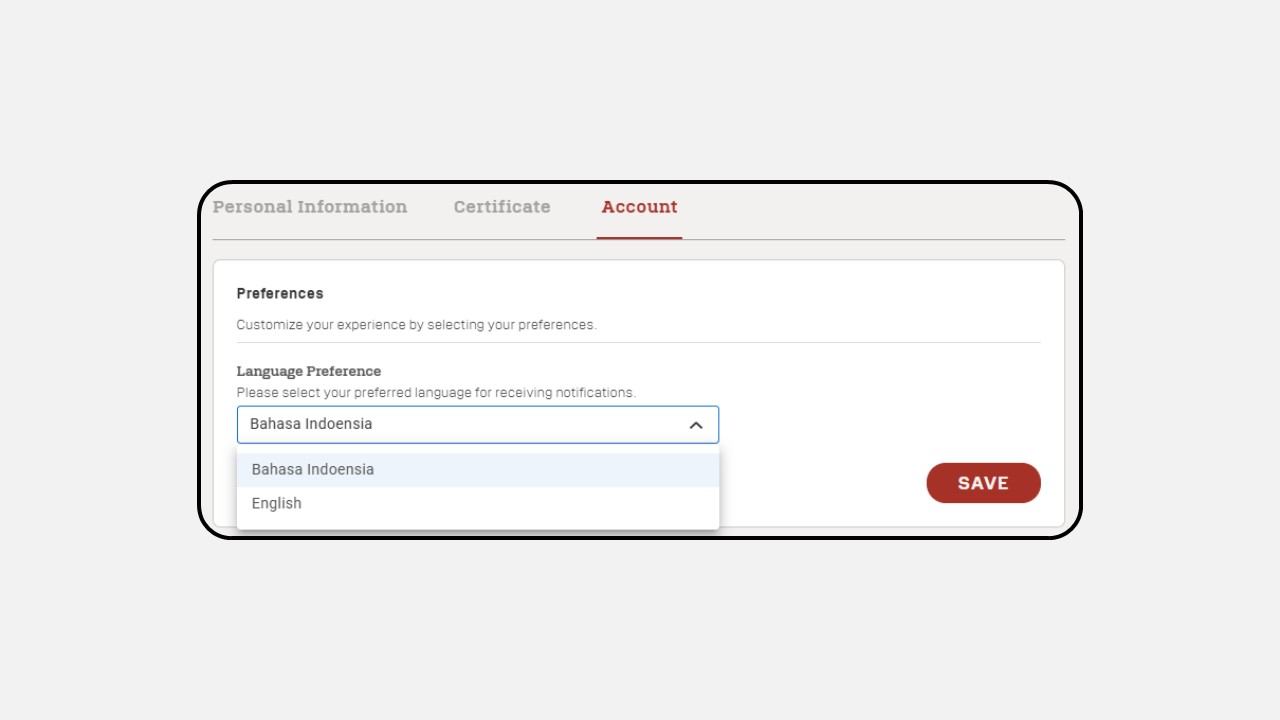 Personal Information Certificate Account
Preferences
Customize your experience by selecting your preferences.
Language Preference
Please select your preferred language for receiving notifications.
Bahasa Indoensia
Bahasa Indoensia
English
SAVE